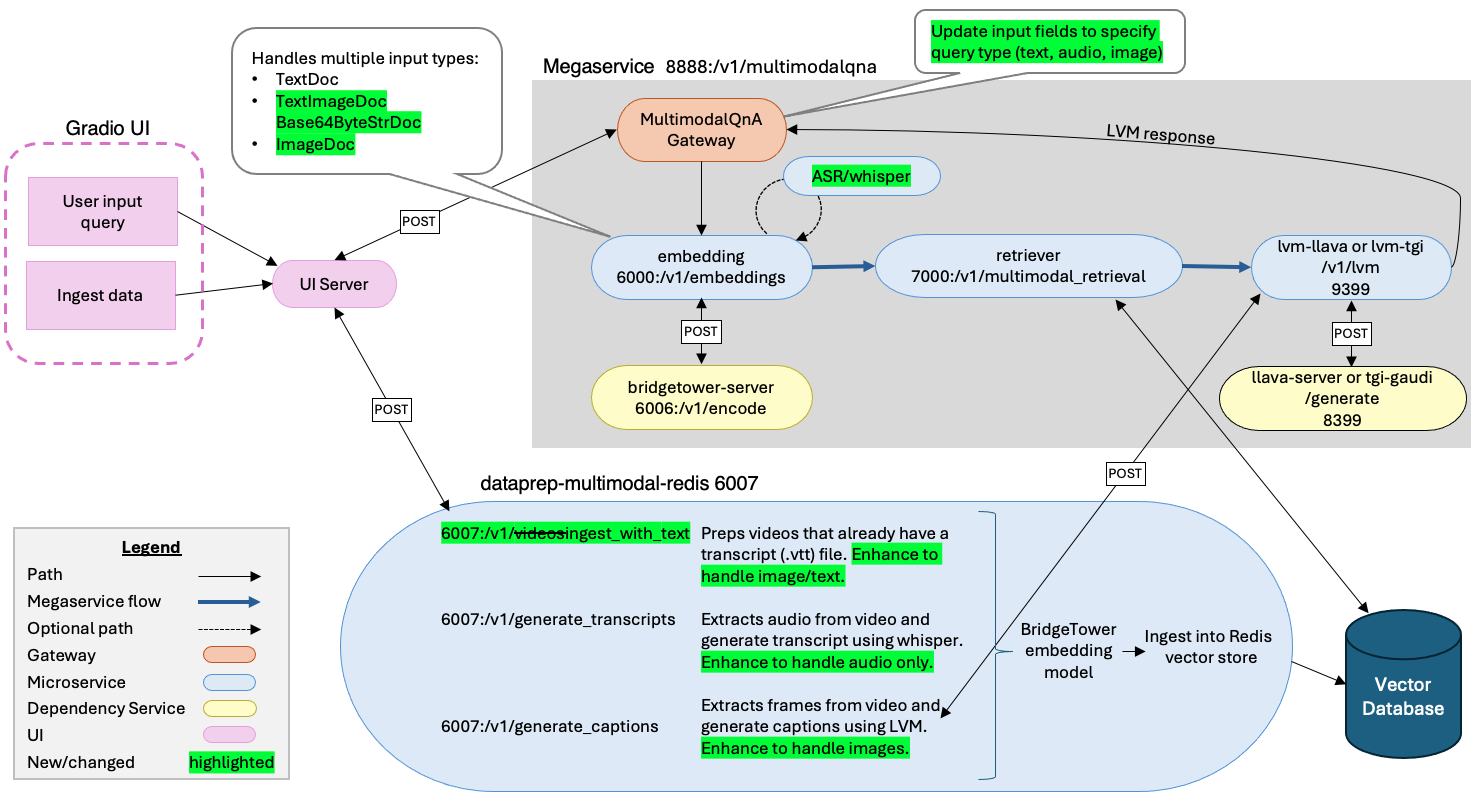 Update input fields to specify
query type (text, audio, image)
Handles multiple input types:
• TextDoc
• TextImageDoc
Base64ByteStrDoc
• ImageDoc
Megaservice 8888:/v1/multimodalqna
Gradio UI
User input
query
Ingest data
UI Server
POST
MultimodalQnA
Gateway
LVM response
ASR/whisper
embedding
6000:/v1/embeddings
retriever
7000:/v1/multimodal_retrieval
lvm-llava or lvm-tgi
/v1/lvm
9399
POST
POST
bridgetower-server
6006:/v1/encode
llava-server or tgi-gaudi
/generate
8399
POST
POST
dataprep-multimodal-redis 6007
6007:/v1/videosingest_with_text
Preps videos that already have a
transcript (.vtt) file. Enhance to
handle image/text.
6007:/v1/generate_transcripts
Extracts audio from video and
generate transcript using whisper.
Enhance to handle audio only.
6007:/v1/generate_captions
Extracts frames from video and
generate captions using LVM.
Enhance to handle images.
BridgeTower
embedding
model
Ingest into Redis
vector store
Vector
Database
Legend
Path
Megaservice flow
Optional path
Gateway
Microservice
Dependency Service
UI
New/changed highlighted